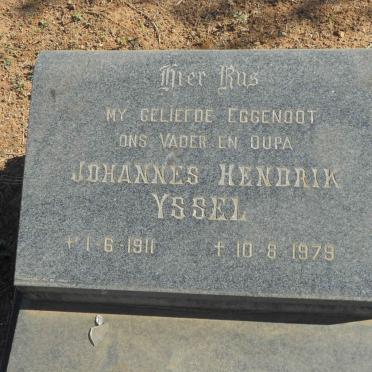 Hier Rus
MY GELIEFDE EGGENOOT
ONS VADER EN OUPA
JOHANNES HENDRIK
YSSEL
+ 1-6-1911 + 10-8-1979